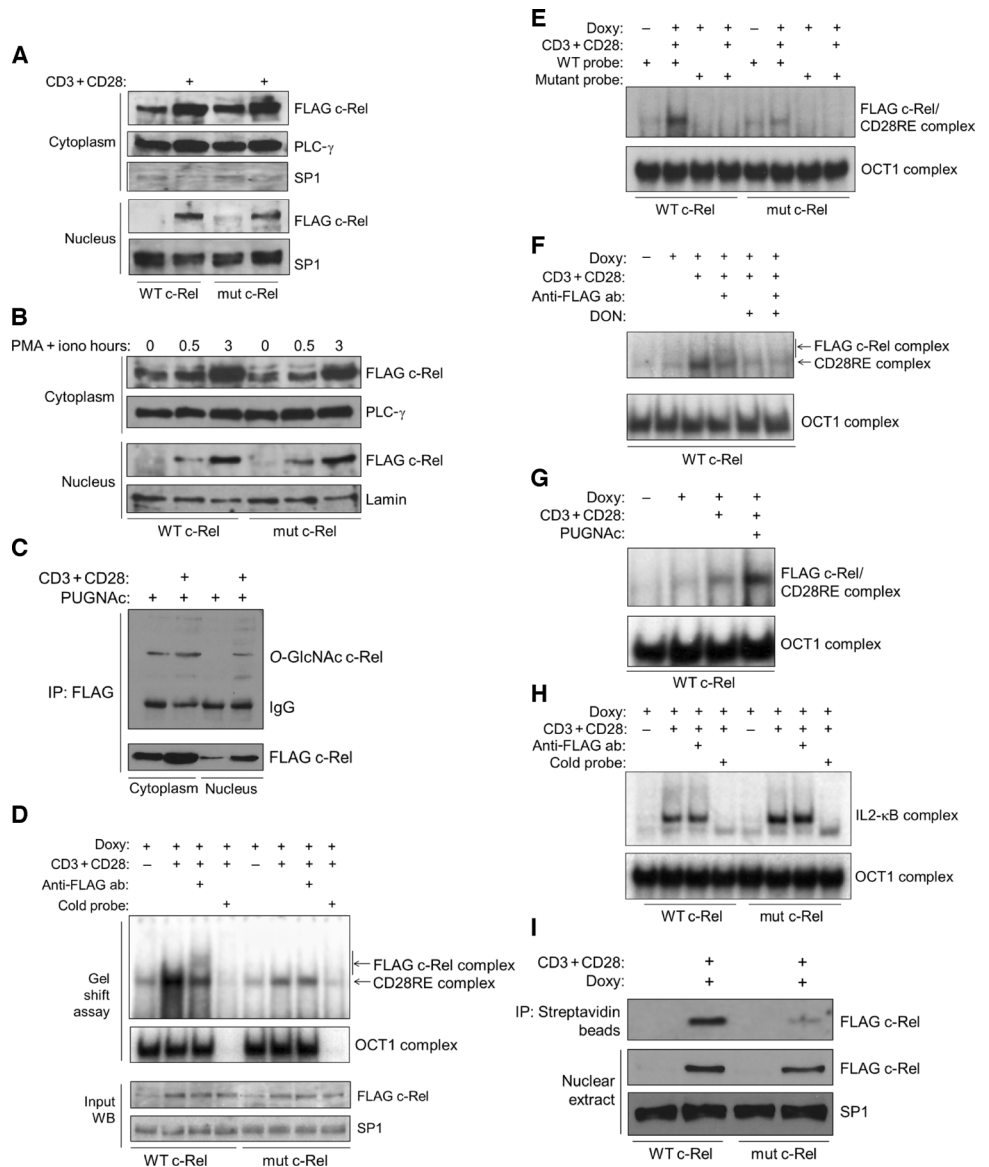 A
CD3 + CD28: + +
Cytoplasm
FLAG c-Rel
PLC-γ
SP1
Nucleus
FLAG c-Rel
SP1
WT c-Rel mut c-Rel
B
PMA + iono hours: 0 0.5 3 0 0.5 3
Cytoplasm
FLAG c-Rel
PLC-γ
Nucleus
FLAG c-Rel
Lamin
WT c-Rel mut c-Rel
C
CD3 + CD28: + +
PUGNAc: + + + +
IP: FLAG
O-GlcNAc c-Rel
IgG
FLAG c-Rel
Cytoplasm Nucleus
D
Doxy: + + + + + + + +
CD3 + CD28: – + + + – + + +
Anti-FLAG ab: + +
Cold probe: + +
Gel
shift
assay
FLAG c-Rel complex
CD28RE complex
OCT1 complex
Input
WB
FLAG c-Rel
SP1
WT c-Rel mut c-Rel
E
Doxy: – + + + – + + +
CD3 + CD28: + + + +
WT probe: + + + +
Mutant probe: + + + +
FLAG c-Rel/
CD28RE complex
OCT1 complex
WT c-Rel mut c-Rel
F
Doxy: – + + + + +
CD3 + CD28: + + + +
Anti-FLAG ab: + +
DON: + +
FLAG c-Rel complex
CD28RE complex
OCT1 complex
WT c-Rel
G
Doxy: – + + +
CD3 + CD28: + +
PUGNAc: +
FLAG c-Rel/
CD28RE complex
OCT1 complex
WT c-Rel
H
Doxy: + + + + + + + +
CD3 + CD28: – + + + – + + +
Anti-FLAG ab: + +
Cold probe: + +
IL2-κB complex
OCT1 complex
WT c-Rel mut c-Rel
I
CD3 + CD28: + +
Doxy: + +
IP: Streptavidin
beads
FLAG c-Rel
Nuclear
extract
FLAG c-Rel
SP1
WT c-Rel mut c-Rel